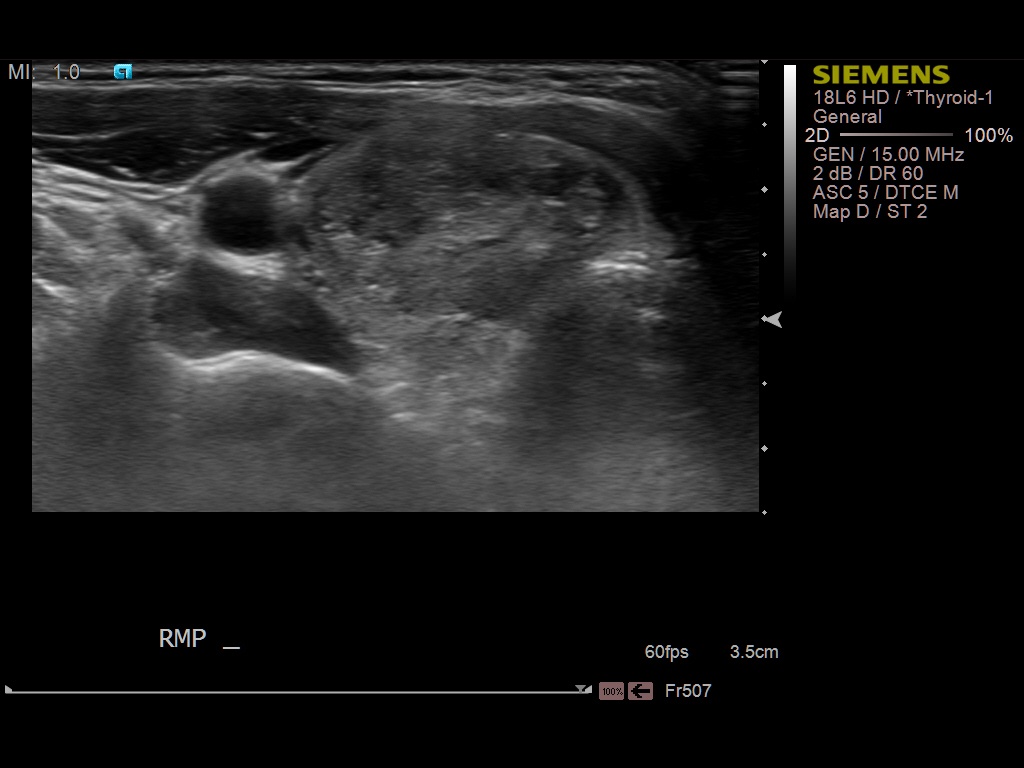 MI: 1.0
SIEMENS
18L6 HD / *Thyroid-1
General
2D 100%
GEN / 15.00 MHz
2 dB / DR 60
ASC 5 / DTCE M
Map D / ST 2
RMP _
60fps 3.5cm
100% Fr507